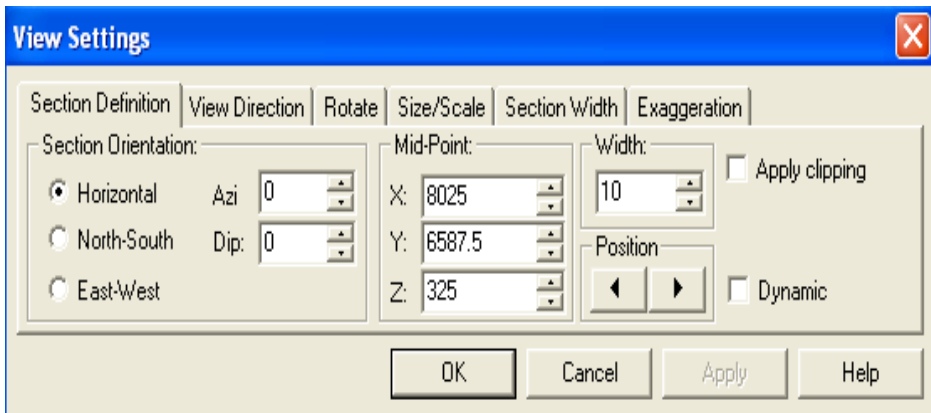 View Settings
Section Definition View Direction Rotate Size/Scale Section Width Exaggeration
Section Orientation: Mid-Point: Width:
Horizontal Azi 0 X: 8025 10 Apply clipping
North-South Dip: 0 Y: 6587.5 Position
East-West Z: 325 Dynamic
OK Cancel Apply Help